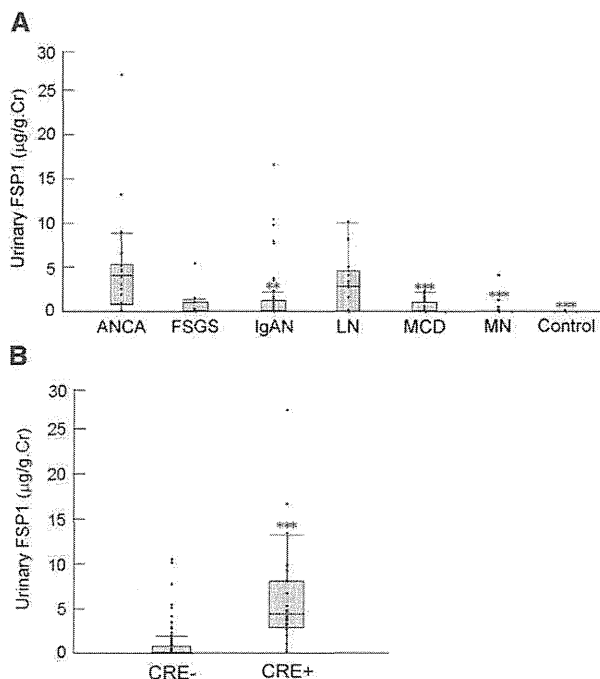 A
30
25
20
15
10
5
0
Urinary FSP1 (µg/g.Cr)
** *** *** ***
ANCA FSGS IgAN LN MCD MN Control
B
30
25
20
15
10
5
0
Urinary FSP1 (µg/g.Cr)
***
CRE- CRE+